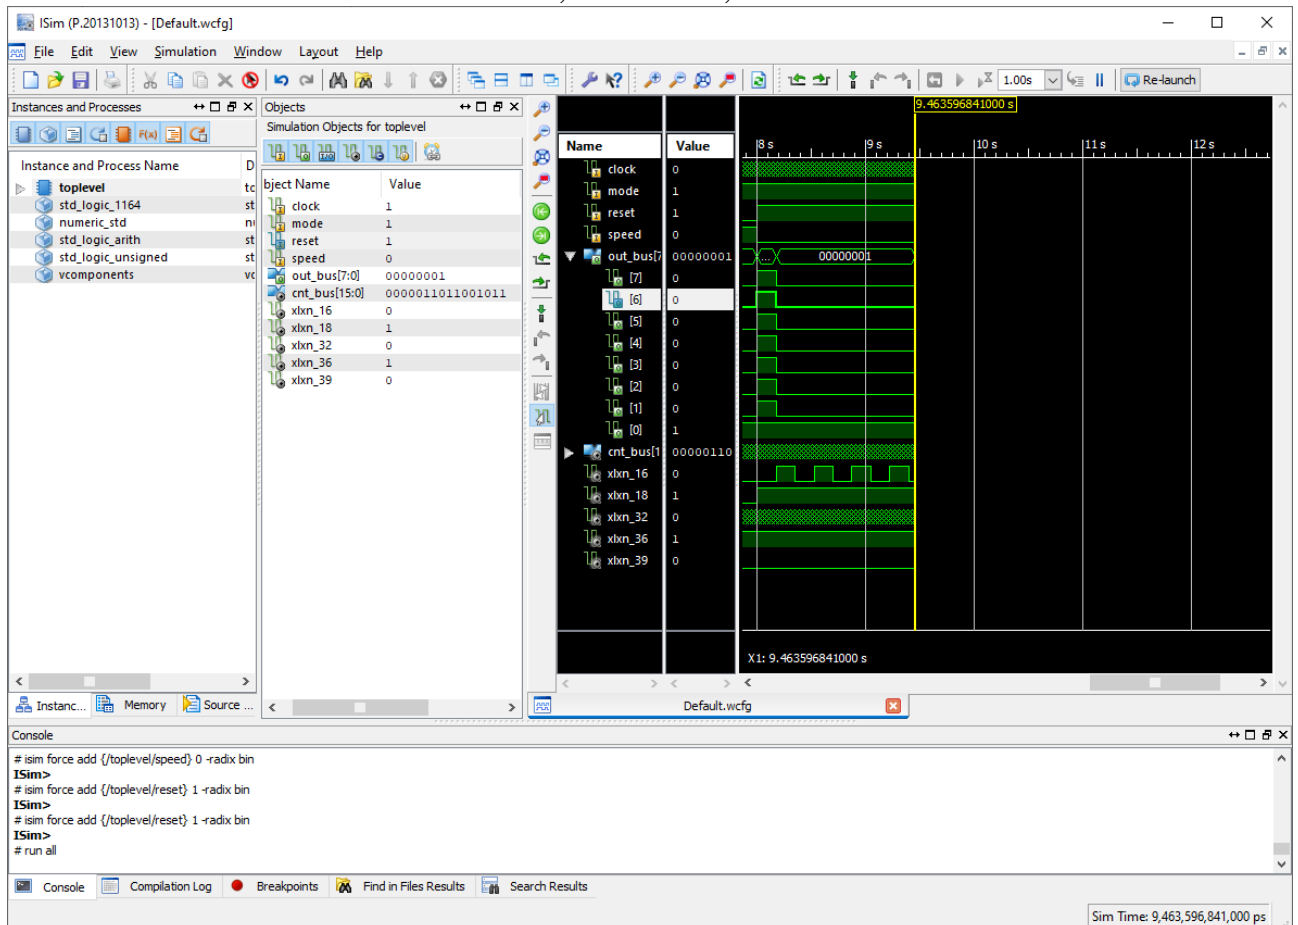 ISim (P.20131013) - [Default.wcfg]
File Edit View Simulation Window Layout Help
1.00s Re-launch
Instances and Processes
Instance and Process Name D
toplevel tc
std_logic_1164 st
numeric_std nu
std_logic_arith st
std_logic_unsigned st
vcomponents vc
Instanc... Memory Source ...
Objects
Simulation Objects for toplevel
bject Name Value
clock 1
mode 1
reset 1
speed 0
out_bus[7:0] 00000001
cnt_bus[15:0] 0000011011001011
xlxn_16 0
xlxn_18 1
xlxn_32 0
xlxn_36 1
xlxn_39 0
9.463596841000 s
Name Value 8 s 9 s 10 s 11 s 12 s
clock 0
mode 1
reset 1
speed 0
out_bus[7 00000001 ... 00000001
[7] 0
[6] 0
[5] 0
[4] 0
[3] 0
[2] 0
[1] 0
[0] 1
cnt_bus[1 00000110
xlxn_16 0
xlxn_18 1
xlxn_32 0
xlxn_36 1
xlxn_39 0
X1: 9.463596841000 s
Default.wcfg
Console
# isim force add {/toplevel/speed} 0 -radix bin
ISim>
# isim force add {/toplevel/reset} 1 -radix bin
ISim>
# isim force add {/toplevel/reset} 1 -radix bin
ISim>
# run all
Console Compilation Log Breakpoints Find in Files Results Search Results
Sim Time: 9,463,596,841,000 ps